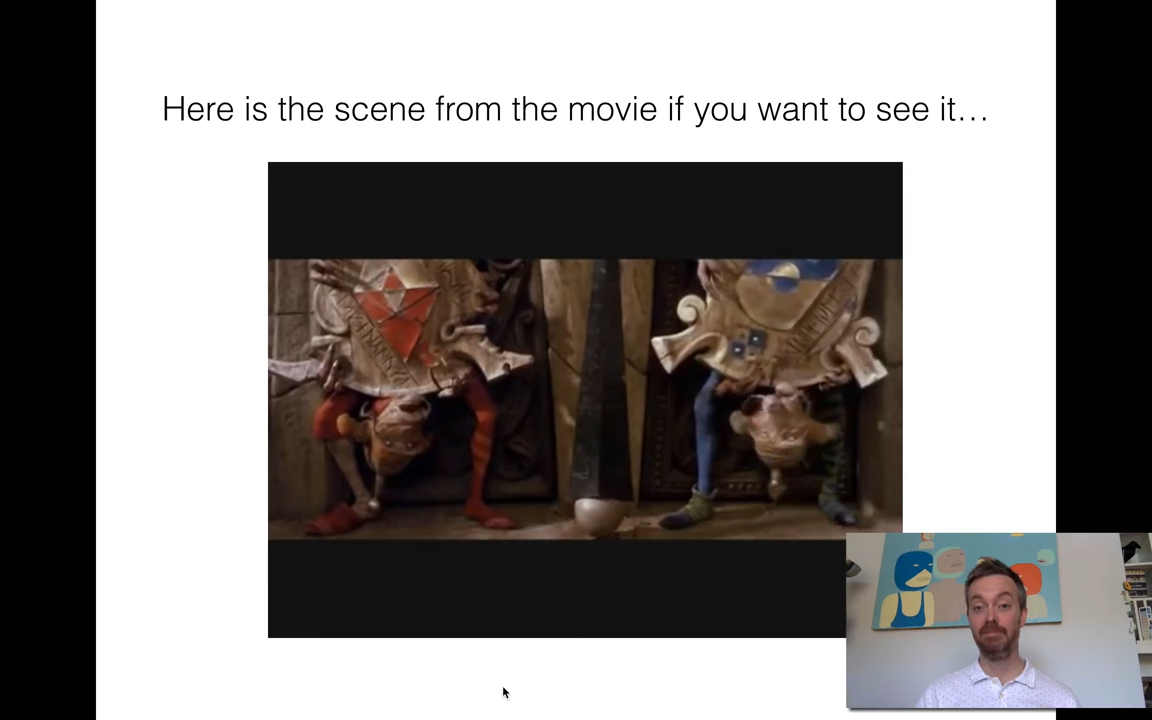 Here is the scene from the movie if you want to see it…